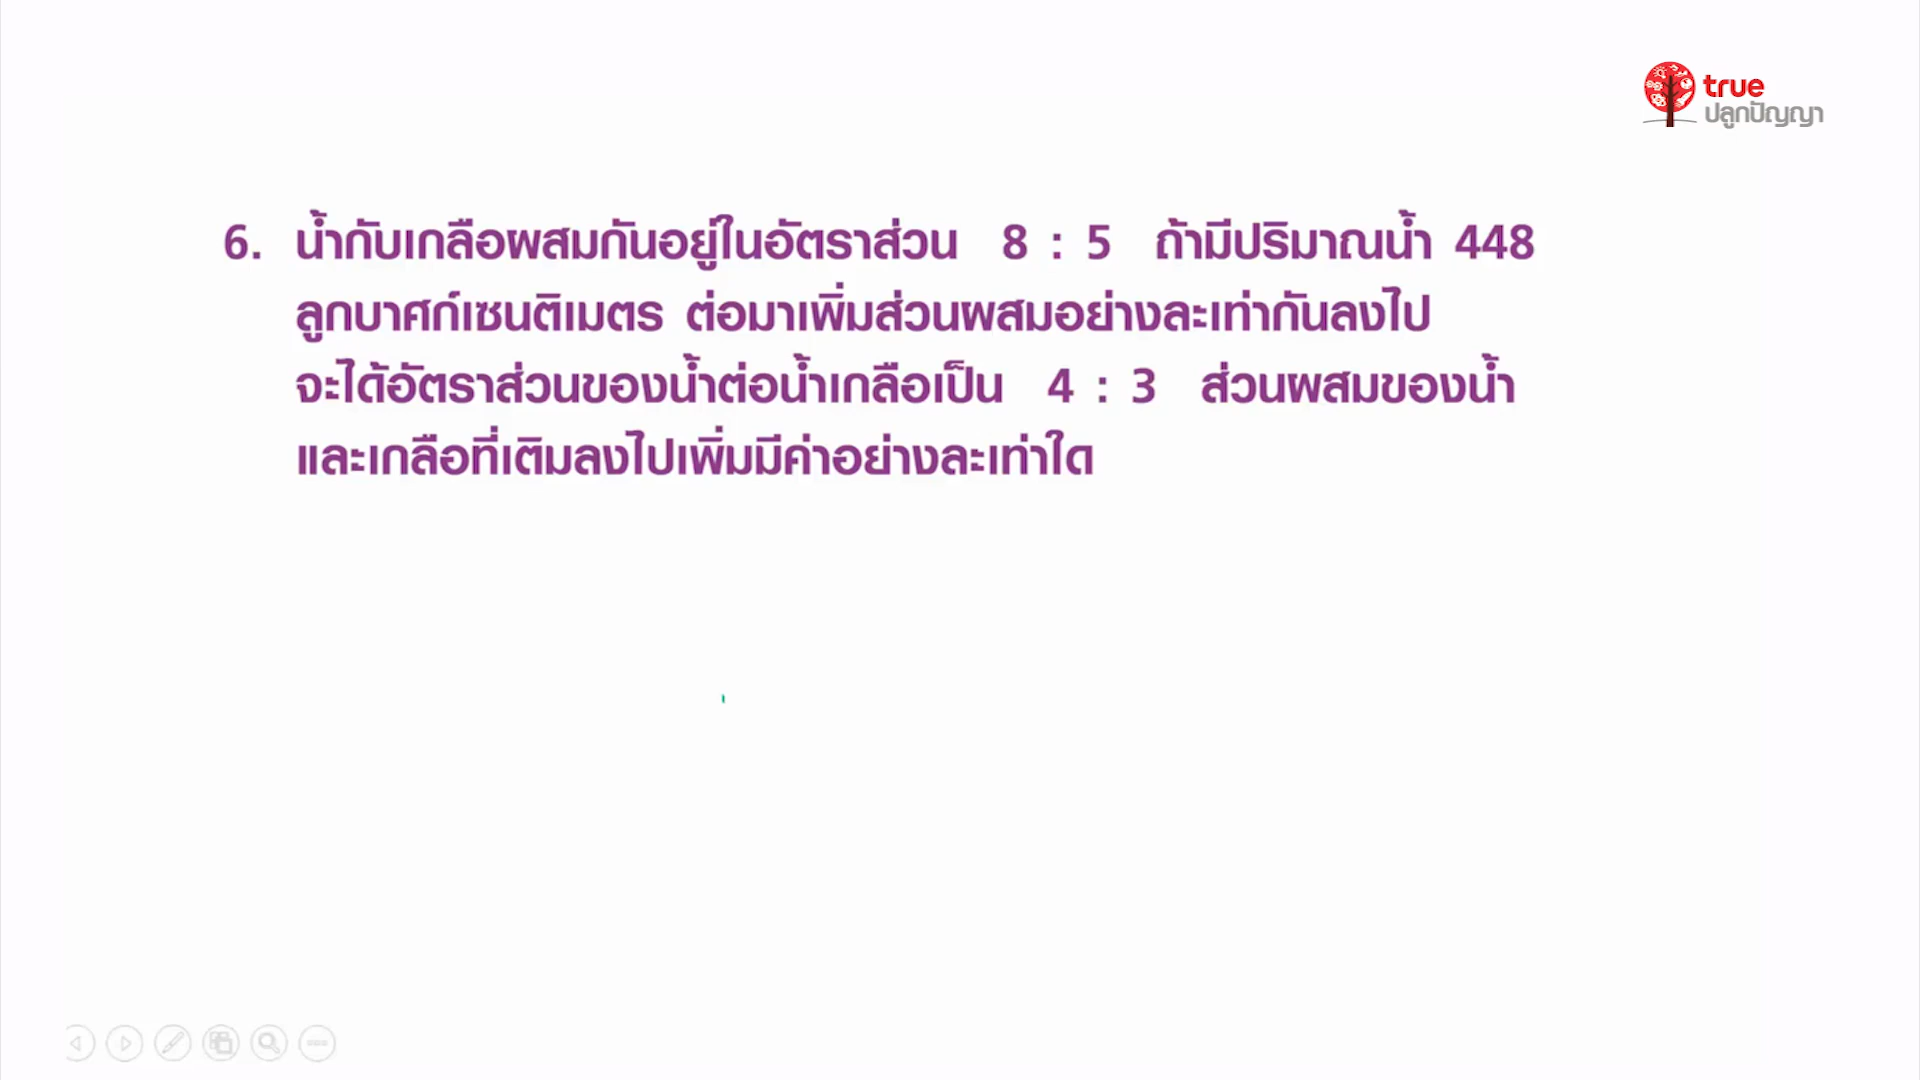 true
ปลูกปัญญา
6. น้ำกับเกลือผสมกันอยู่ในอัตราส่วน 8 : 5 ถ้ามีปริมาณน้ำ 448
ลูกบาศก์เซนติเมตร ต่อมาเพิ่มส่วนผสมอย่างละเท่ากันลงไป
จะได้อัตราส่วนของน้ำต่อน้ำเกลือเป็น 4 : 3 ส่วนผสมของน้ำ
และเกลือที่เติมลงไปเพิ่มมีค่าอย่างละเท่าใด